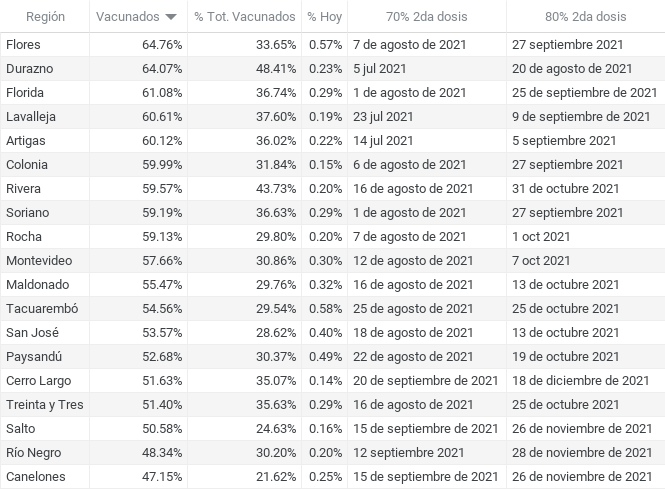 Región Vacunados % Tot. Vacunados % Hoy 70% 2da dosis 80% 2da dosis
Flores 64.76% 33.65% 0.57% 7 de agosto de 2021 27 septiembre 2021
Durazno 64.07% 48.41% 0.23% 5 jul 2021 20 de agosto de 2021
Florida 61.08% 36.74% 0.29% 1 de agosto de 2021 25 de septiembre de 2021
Lavalleja 60.61% 37.60% 0.19% 23 jul 2021 9 de septiembre de 2021
Artigas 60.12% 36.02% 0.22% 14 jul 2021 5 septiembre 2021
Colonia 59.99% 31.84% 0.15% 6 de agosto de 2021 27 septiembre 2021
Rivera 59.57% 43.73% 0.20% 16 de agosto de 2021 31 de octubre de 2021
Soriano 59.19% 36.63% 0.29% 1 de agosto de 2021 27 septiembre 2021
Rocha 59.13% 29.80% 0.20% 7 de agosto de 2021 1 oct 2021
Montevideo 57.66% 30.86% 0.30% 12 de agosto de 2021 7 oct 2021
Maldonado 55.47% 29.76% 0.32% 16 de agosto de 2021 13 de octubre de 2021
Tacuarembó 54.56% 29.54% 0.58% 25 de agosto de 2021 25 de octubre de 2021
San José 53.57% 28.62% 0.40% 18 de agosto de 2021 13 de octubre de 2021
Paysandú 52.68% 30.37% 0.49% 22 de agosto de 2021 19 de octubre de 2021
Cerro Largo 51.63% 35.07% 0.14% 20 de septiembre de 2021 18 de diciembre de 2021
Treinta y Tres 51.40% 35.63% 0.29% 16 de agosto de 2021 25 de octubre de 2021
Salto 50.58% 24.63% 0.16% 15 de septiembre de 2021 26 de noviembre de 2021
Río Negro 48.34% 30.20% 0.20% 12 septiembre 2021 28 de noviembre de 2021
Canelones 47.15% 21.62% 0.25% 15 de septiembre de 2021 26 de noviembre de 2021